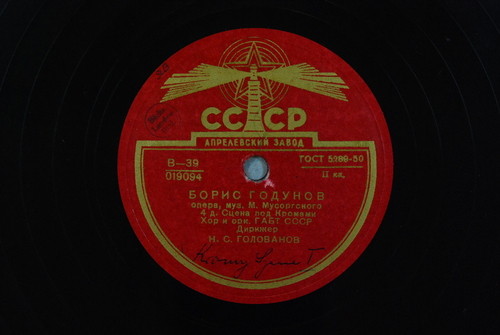 СССР
АПРЕЛЕВСКИЙ ЗАВОД
В—39
019094
ГОСТ 5289-50
II кл.
БОРИС ГОДУНОВ
опера, муз. М. Мусоргского
4 д. Сцена под Кромами
Хор и орк. ГАБТ СССР
Дирижер
Н. С. ГОЛОВАНОВ